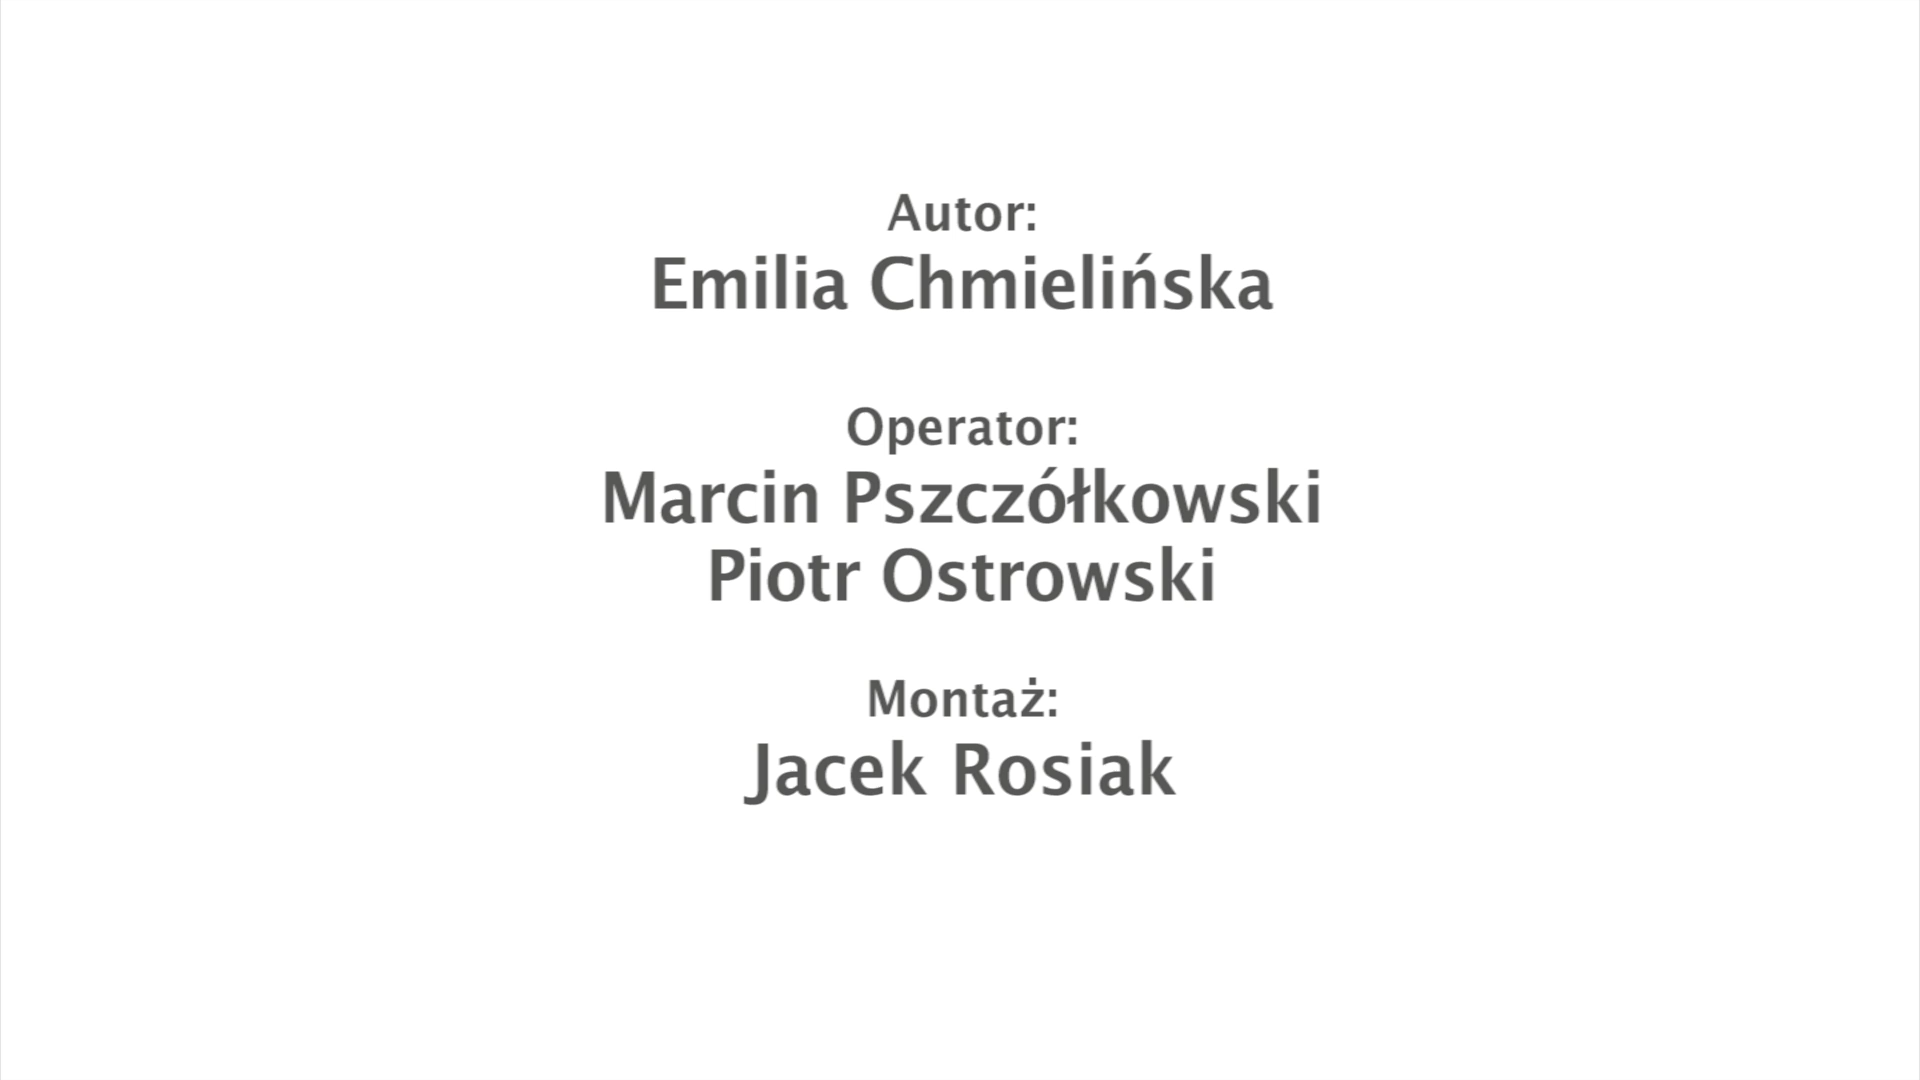 Autor:
Emilia Chmielińska
Operator:
Marcin Pszczółkowski
Piotr Ostrowski
Montaż:
Jacek Rosiak